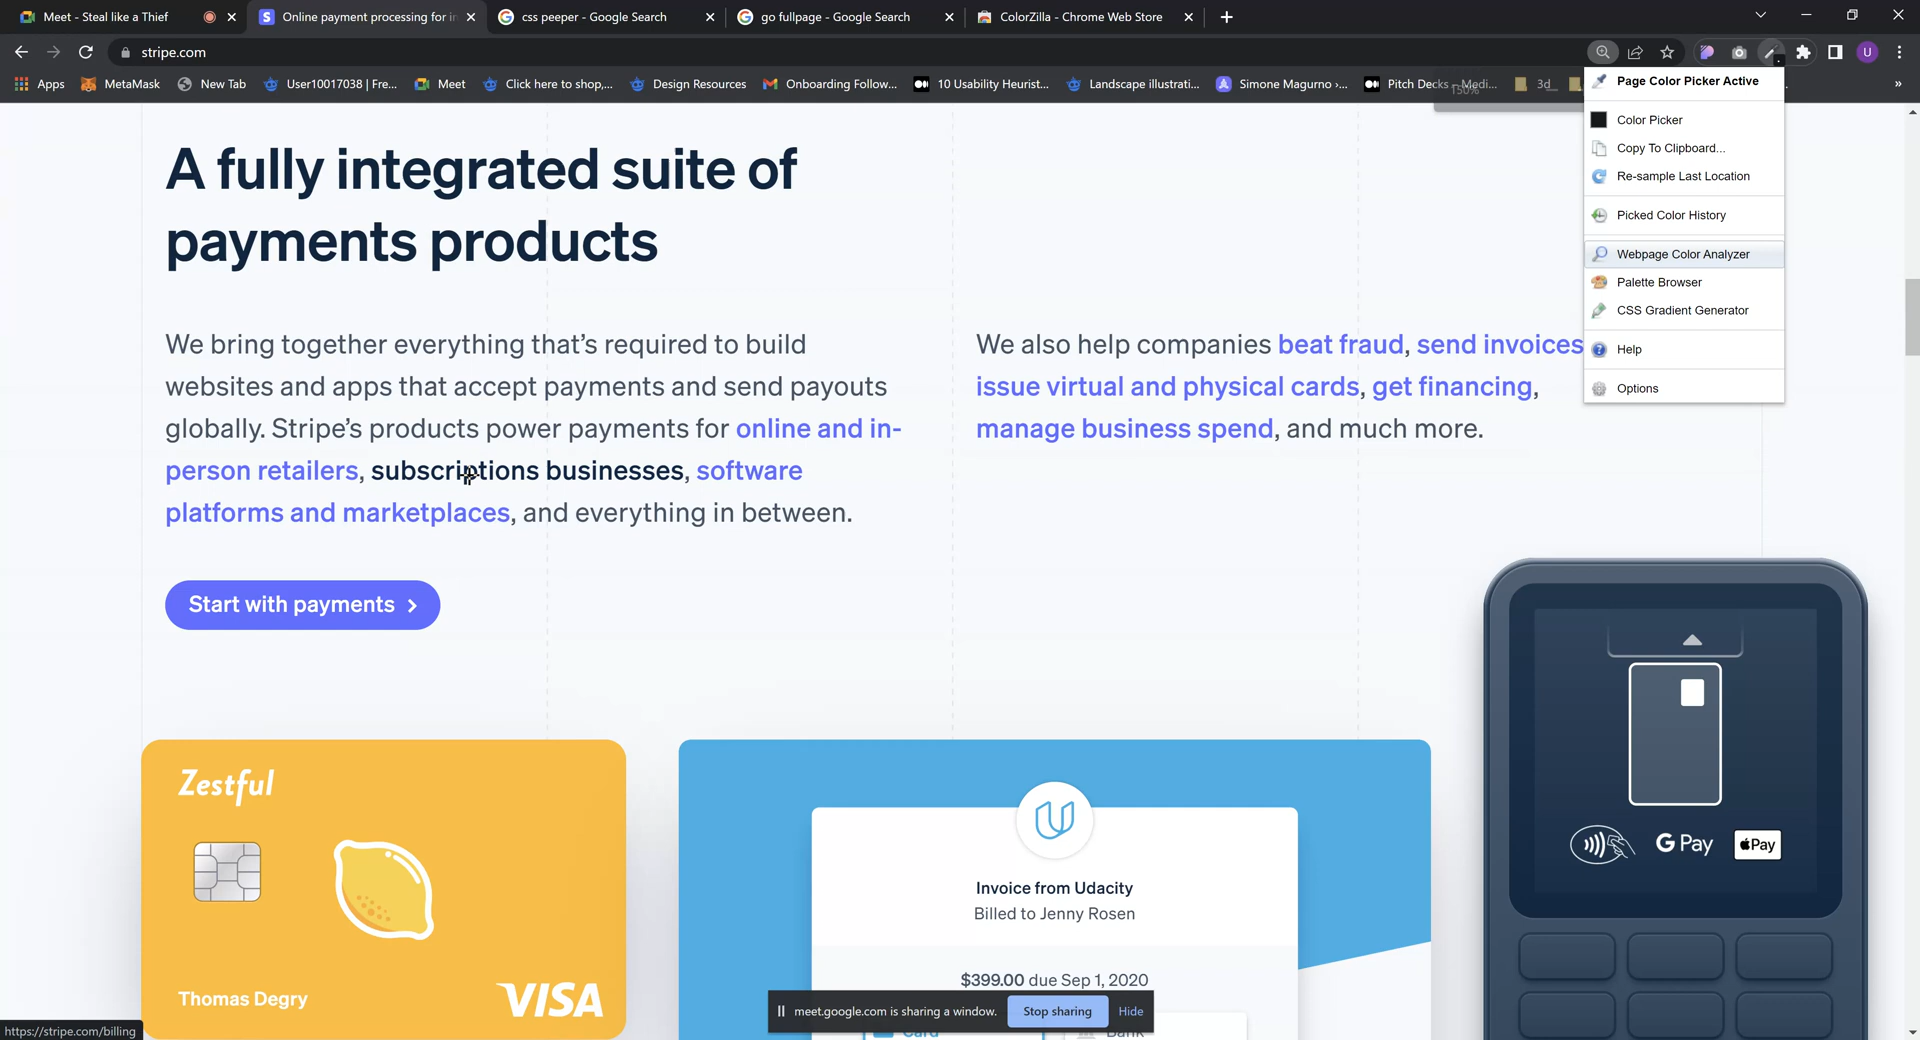 Meet - Steal like a Thief
Online payment processing for in
css peeper - Google Search
go fullpage - Google Search
ColorZilla - Chrome Web Store
stripe.com
U
Apps
MetaMask
New Tab
User10017038 | Fre...
Meet
Click here to shop,...
Design Resources
Onboarding Follow...
10 Usability Heurist...
Landscape illustrati...
Simone Magurno ›...
Pitch Decks – Medi...
3d_
»
150%
Page Color Picker Active
Color Picker
Copy To Clipboard...
Re-sample Last Location
Picked Color History
Webpage Color Analyzer
Palette Browser
CSS Gradient Generator
Help
Options
A fully integrated suite of
payments products
We bring together everything that’s required to build
websites and apps that accept payments and send payouts
globally. Stripe’s products power payments for online and in-
person retailers, subscriptions businesses, software
platforms and marketplaces, and everything in between.
We also help companies beat fraud, send invoices
issue virtual and physical cards, get financing,
manage business spend, and much more.
Start with payments
Zestful
Thomas Degry
VISA
Invoice from Udacity
Billed to Jenny Rosen
$399.00 due Sep 1, 2020
Card
Bank
G Pay
Pay
meet.google.com is sharing a window.
Stop sharing
Hide
https://stripe.com/billing